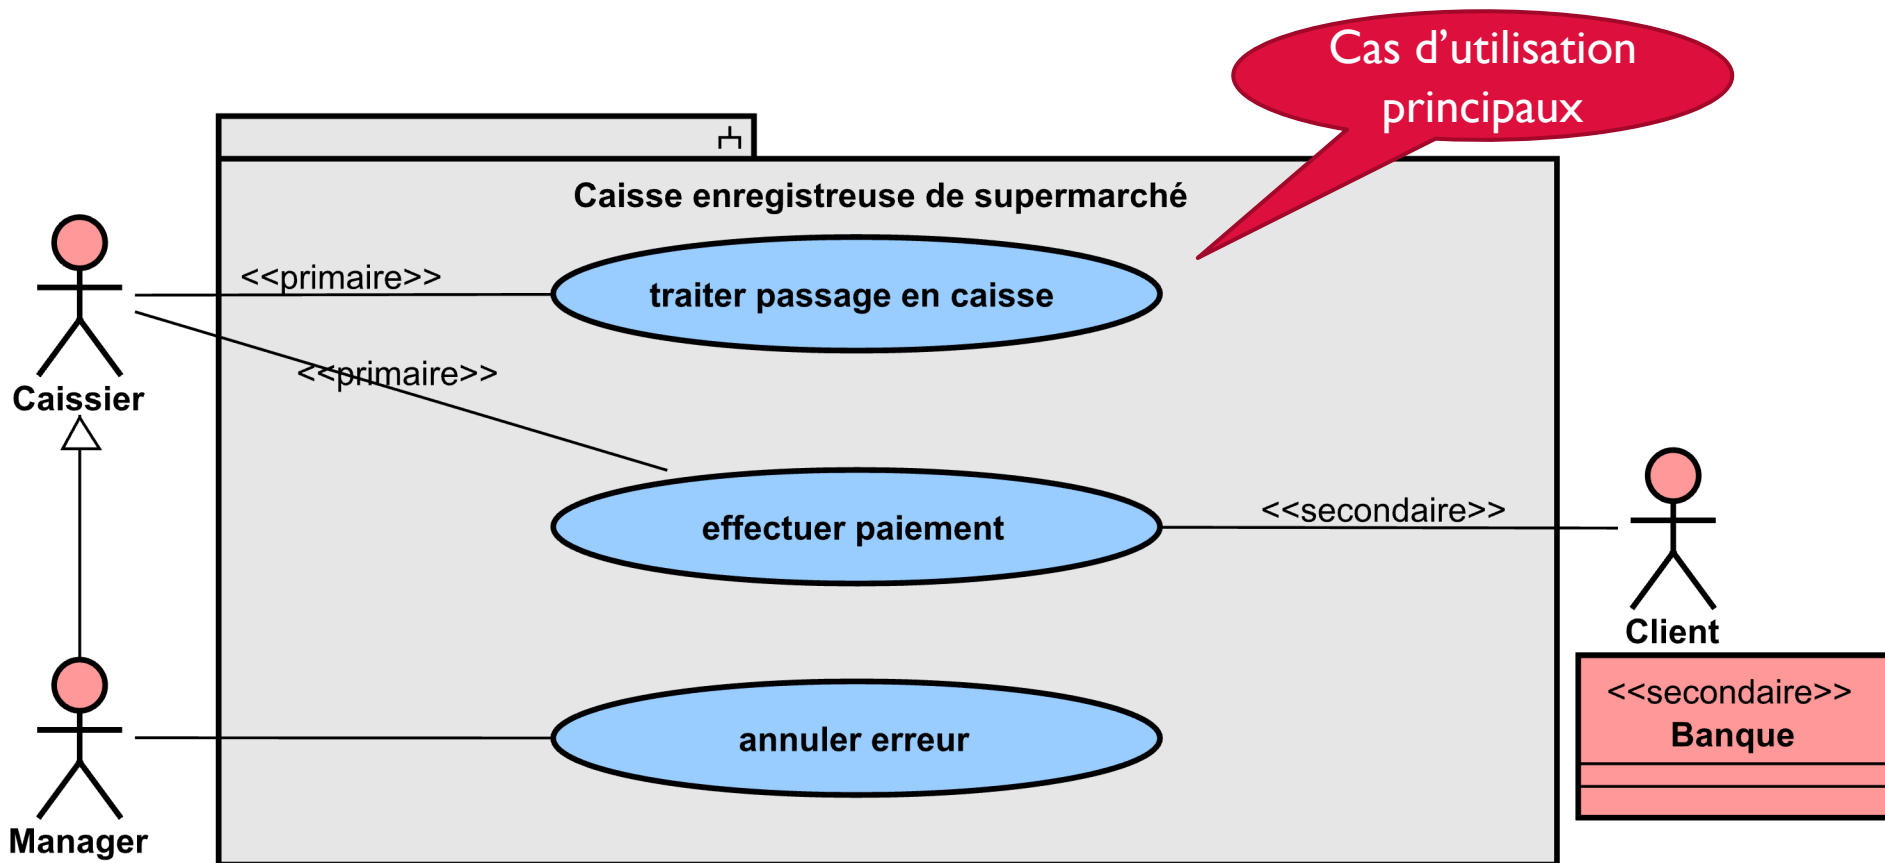 Cas d’utilisation
principaux
Caisse enregistreuse de supermarché
<<primaire>>
traiter passage en caisse
<<primaire>>
Caissier
effectuer paiement
<<secondaire>>
Client
<<secondaire>>
Banque
annuler erreur
Manager